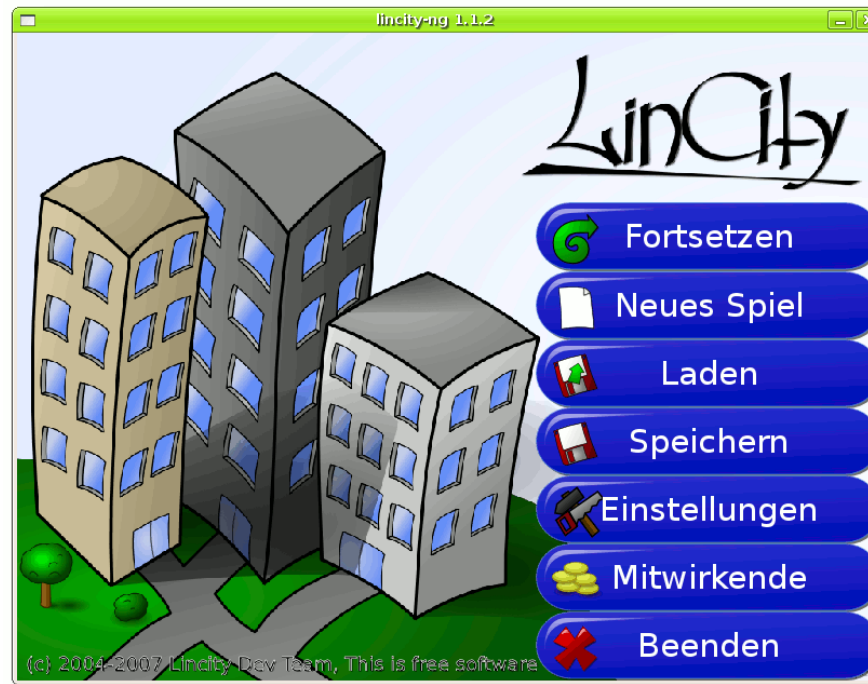 lincity-ng 1.1.2
LinCity
Fortsetzen
Neues Spiel
Laden
Speichern
Einstellungen
Mitwirkende
Beenden
(c) 2004-2007 Lincity Dev Team, This is free software